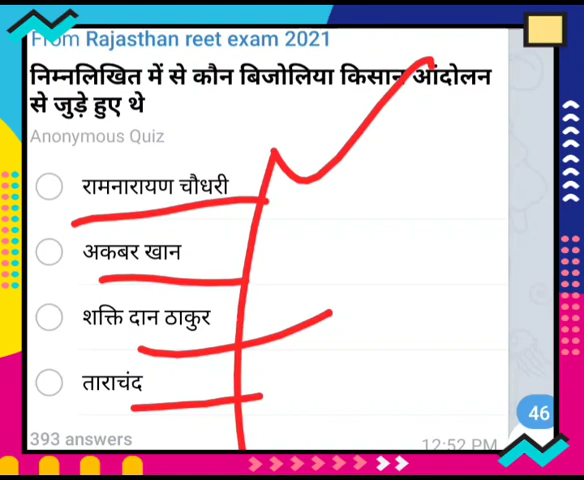 From Rajasthan reet exam 2021
निम्नलिखित में से कौन बिजोलिया किसान आंदोलन
से जुड़े हुए थे
Anonymous Quiz
रामनारायण चौधरी
अकबर खान
शक्ति दान ठाकुर
ताराचंद
46
393 answers
12:52 PM